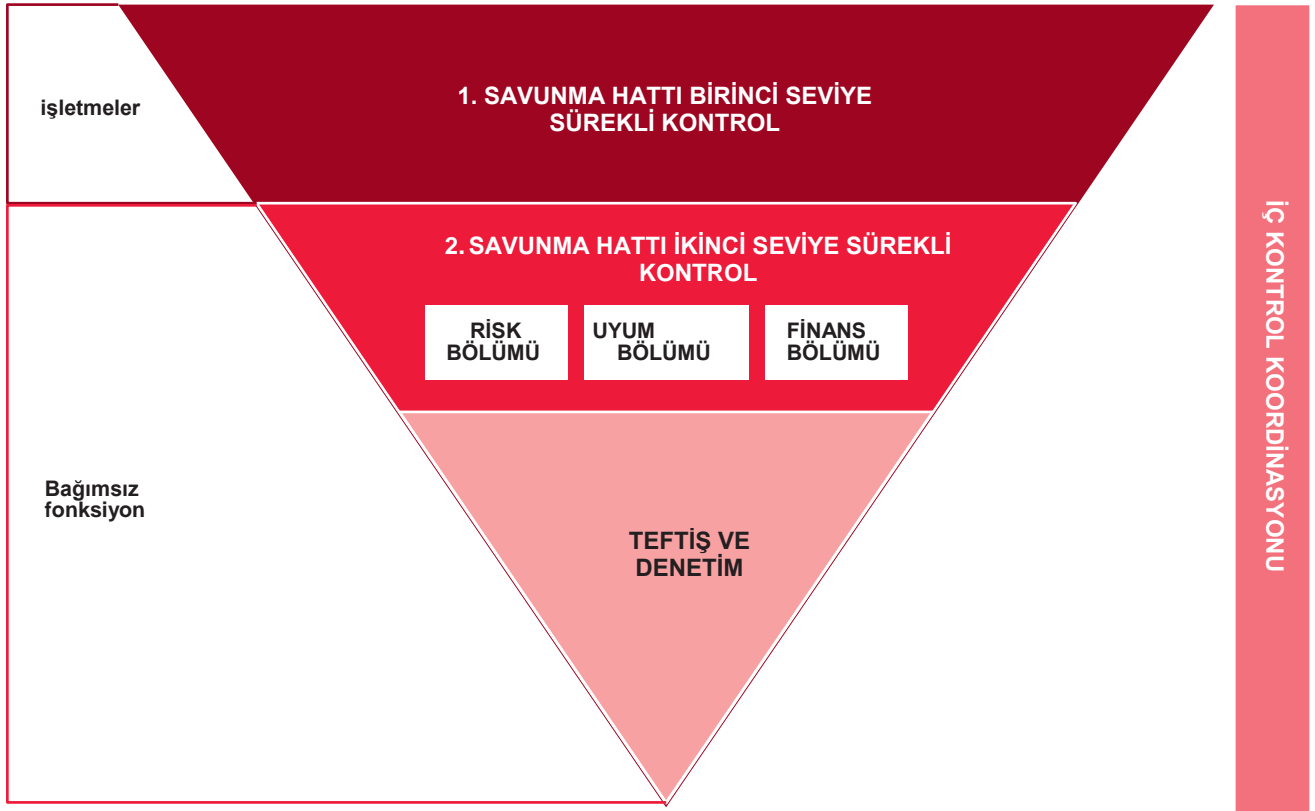 işletmeler
1. SAVUNMA HATTI BİRİNCİ SEVİYE
SÜREKLİ KONTROL
2. SAVUNMA HATTI İKİNCİ SEVİYE SÜREKLİ
KONTROL
RİSK
BÖLÜMÜ
UYUM
BÖLÜMÜ
FİNANS
BÖLÜMÜ
Bağımsız
fonksiyon
TEFTİŞ VE
DENETİM
İÇ KONTROL KOORDİNASYONU